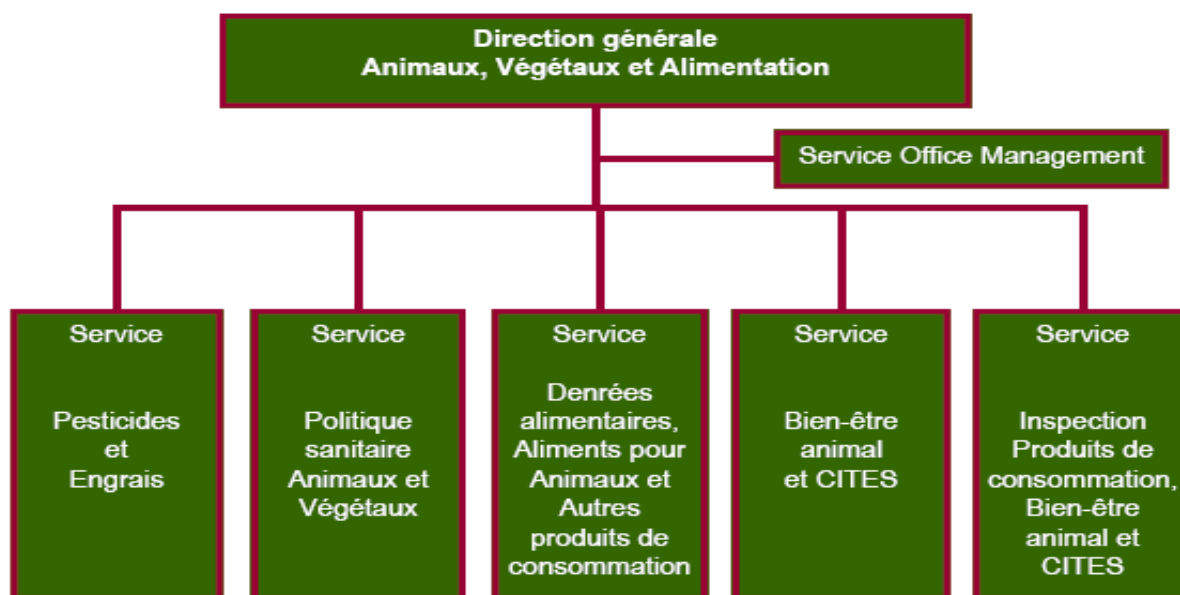 Direction générale
Animaux, Végétaux et Alimentation
Service Office Management
Service
Pesticides
et
Engrais
Service
Politique
sanitaire
Animaux et
Végétaux
Service
Denrées
alimentaires,
Aliments pour
Animaux et
Autres
produits de
consommation
Service
Bien-être
animal
et CITES
Service
Inspection
Produits de
consommation,
Bien-être
animal et
CITES